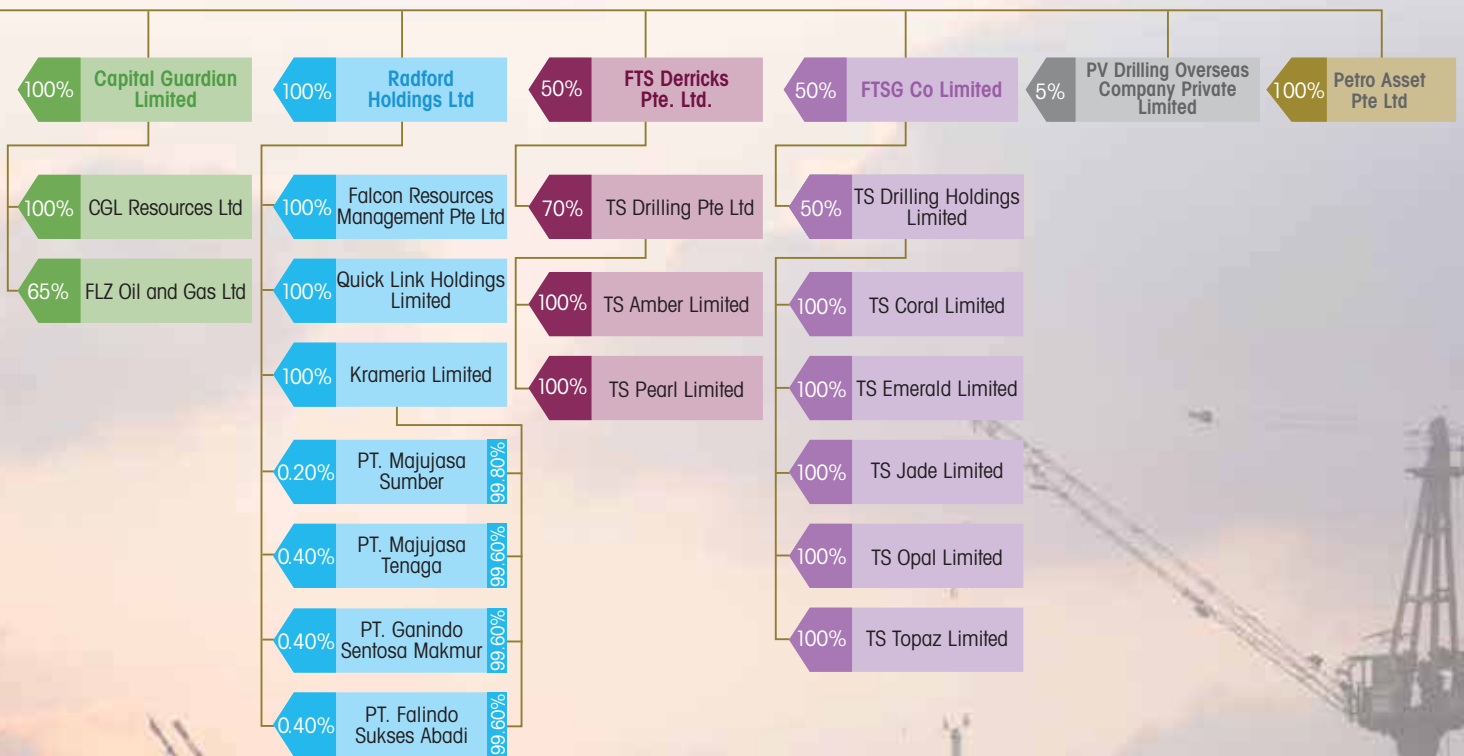 100%
Capital Guardian
Limited
100%
Radford
Holdings Ltd
50%
FTS Derricks
Pte. Ltd.
50%
FTSG Co Limited
5%
PV Drilling Overseas
Company Private
Limited
100%
Petro Asset
Pte Ltd
100%
CGL Resources Ltd
65%
FLZ Oil and Gas Ltd
100%
Falcon Resources
Management Pte Ltd
100%
Quick Link Holdings
Limited
100%
Krameria Limited
0.20%
PT. Majujasa
Sumber
99.80%
0.40%
PT. Majujasa
Tenaga
99.60%
0.40%
PT. Ganindo
Sentosa Makmur
99.60%
0.40%
PT. Falindo
Sukses Abadi
99.60%
70%
TS Drilling Pte Ltd
100%
TS Amber Limited
100%
TS Pearl Limited
50%
TS Drilling Holdings
Limited
100%
TS Coral Limited
100%
TS Emerald Limited
100%
TS Jade Limited
100%
TS Opal Limited
100%
TS Topaz Limited